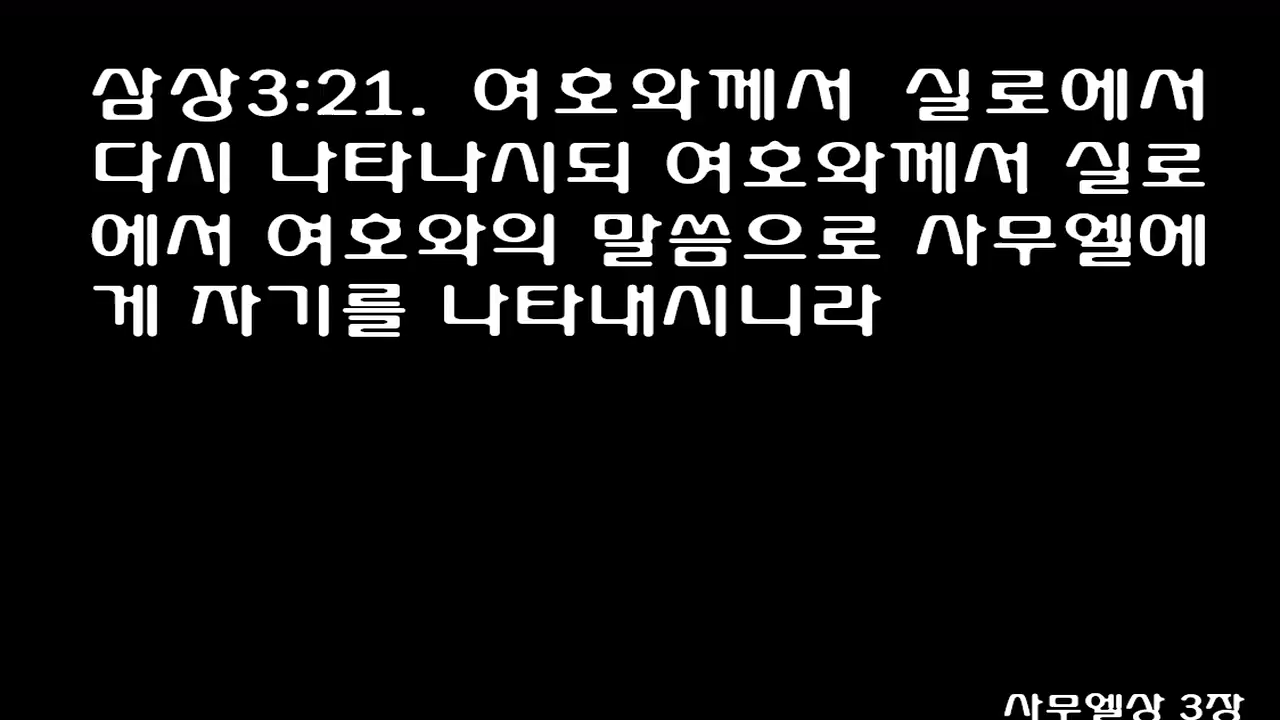 삼상3:21. 여호와께서 실로에서
다시 나타나시되 여호와께서 실로
에서 여호와의 말씀으로 사무엘에
게 자기를 나타내시니라
사무엘상 3장